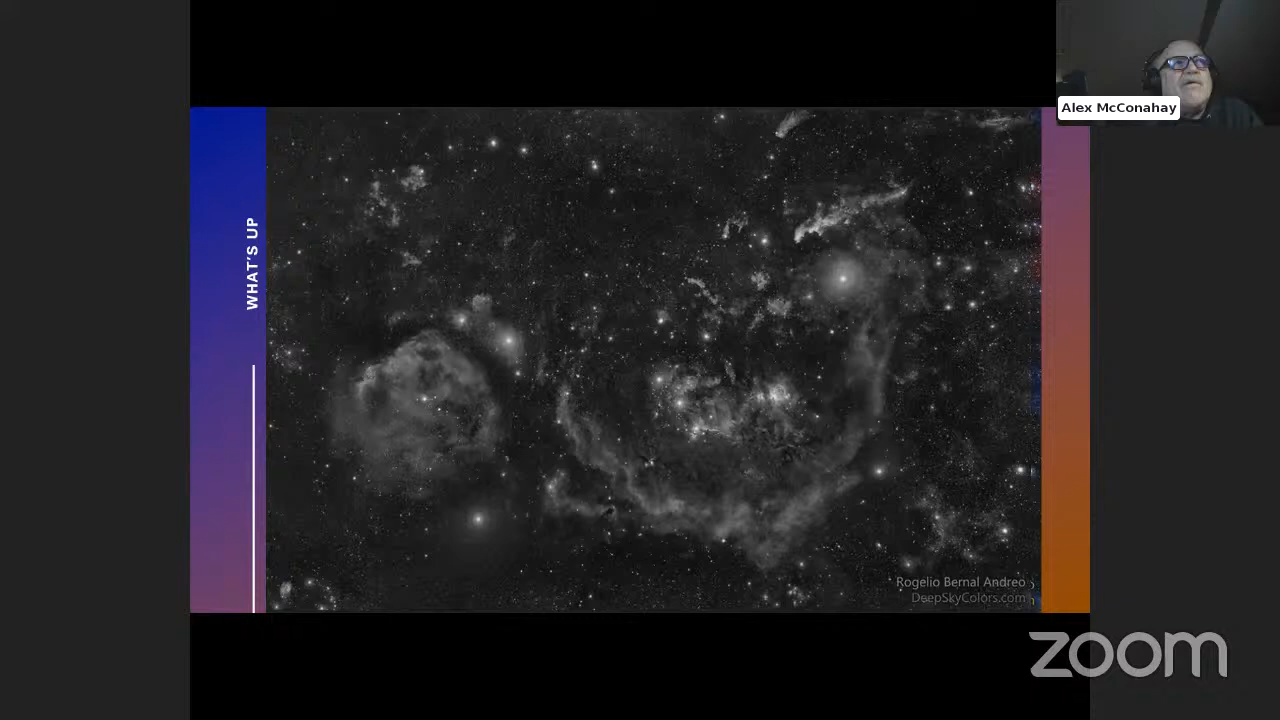 Alex McConahay
WHAT'S UP
Rogelio Bernal Andreo
DeepSkyColors.com
zoom